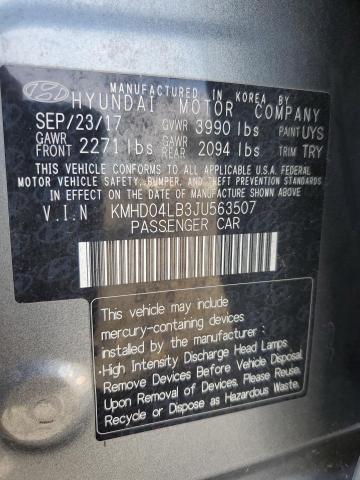 MANUFACTURED IN KOREA BY
HYUNDAI MOTOR COMPANY
SEP/23/17 GVWR 3990 lbs PAINT UYS
GAWR FRONT 2271 lbs GAWR REAR 2094 lbs TRIM TRY
THIS VEHICLE CONFORMS TO ALL APPLICABLE U.S.A. FEDERAL
MOTOR VEHICLE SAFETY, BUMPER, AND THEFT PREVENTION STANDARDS
IN EFFECT ON THE DATE OF MANUFACTURE SHOWN ABOVE.
V.I.N KMHD04LB3JU563507
PASSENGER CAR
This vehicle may include
mercury-containing devices
installed by the manufacturer :
•High Intensity Discharge Head Lamps
Remove Devices Before Vehicle Disposal.
Upon Removal of Devices, Please Reuse,
Recycle or Dispose as Hazardous Waste.